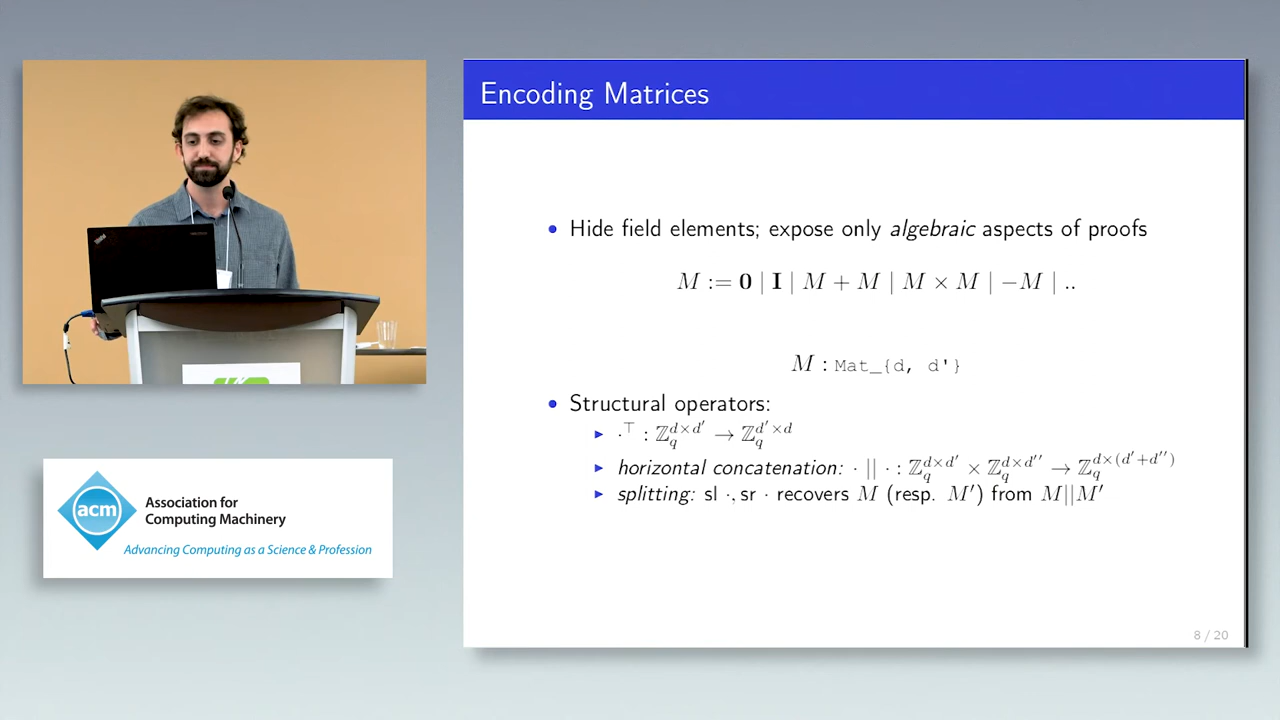 Encoding Matrices
• Hide field elements; expose only algebraic aspects of proofs
M := 0 | I | M + M | M × M | −M | ..
M : Mat_{d, d'}
• Structural operators:
▶ ·⊤ : ℤ_q^{d×d′} → ℤ_q^{d′×d}
▶ horizontal concatenation: · || · : ℤ_q^{d×d′} × ℤ_q^{d×d′′} → ℤ_q^{d×(d′+d′′)}
▶ splitting: sl ·, sr · recovers M (resp. M′) from M||M′
8 / 20
acm
Association for
Computing Machinery
Advancing Computing as a Science & Profession